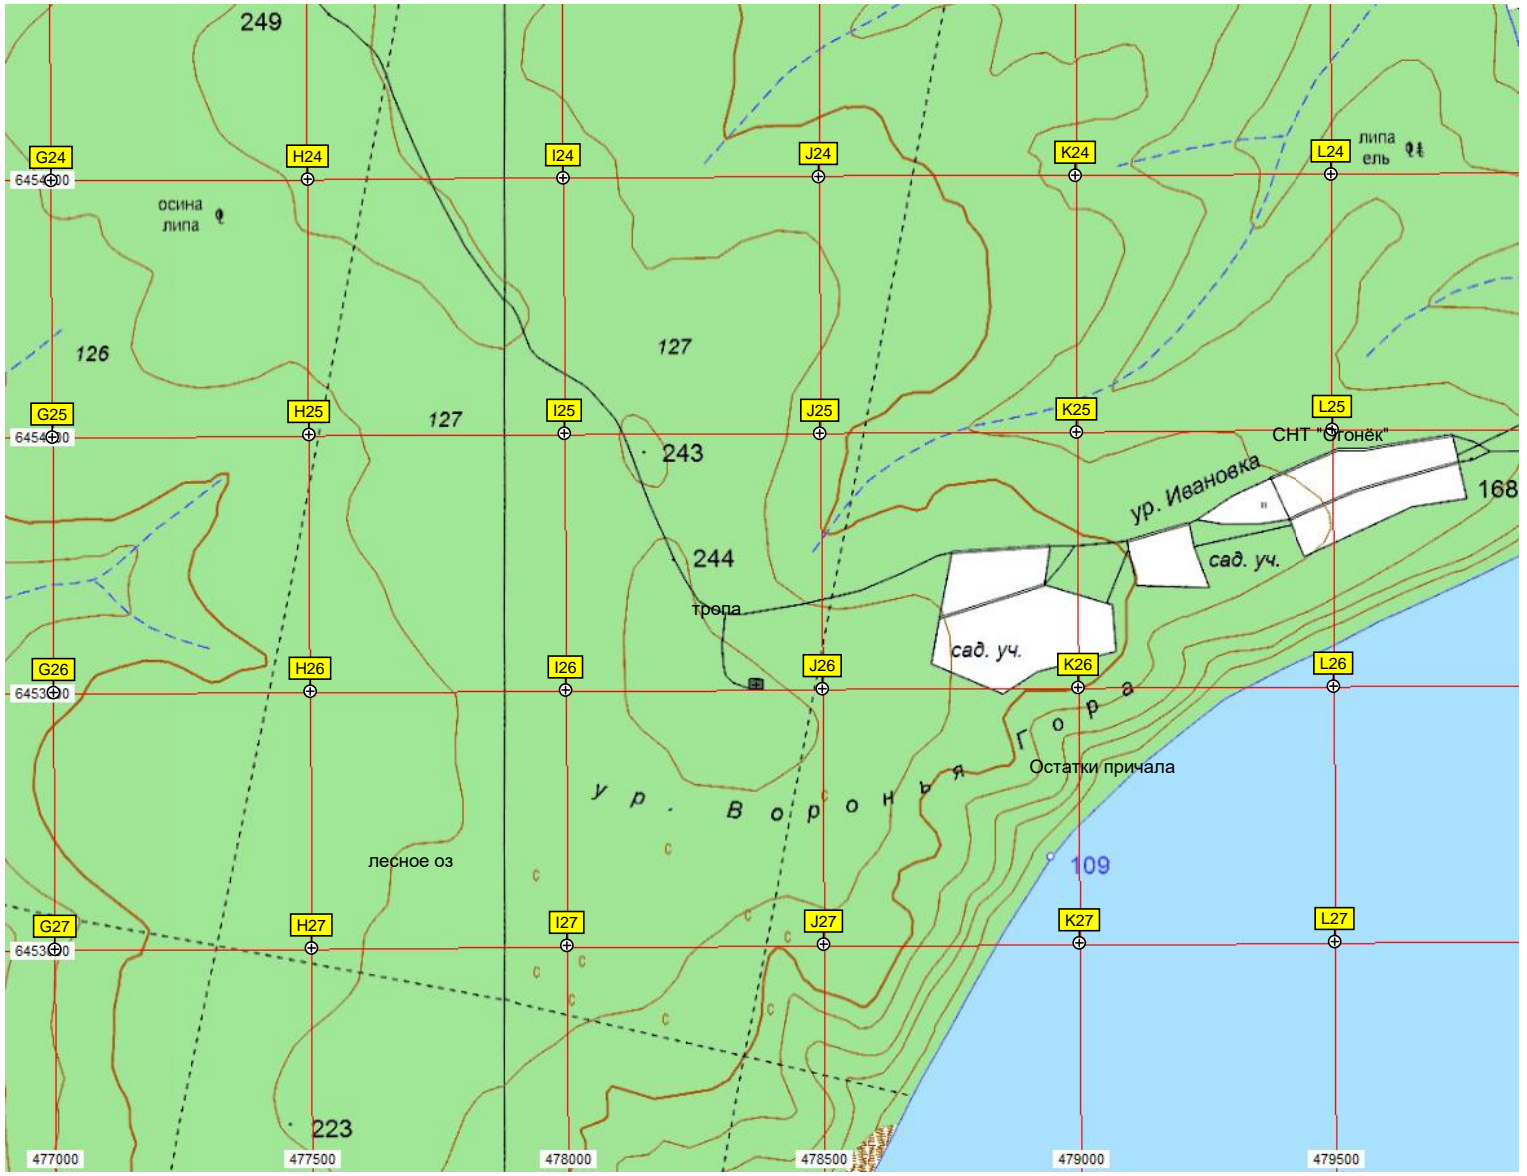 249
G24
H24
I24
J24
K24
L24
липа
ель
осина
липа
126
127
127
G25
H25
I25
J25
K25
L25
СНТ "Огонёк"
243
ур. Ивановка
168
244
сад. уч.
тропа
сад. уч.
G26
H26
I26
J26
K26
L26
ур. Воронья Гора
Остатки причала
лесное оз
109
G27
H27
I27
J27
K27
L27
223
477000
477500
478000
478500
479000
479500